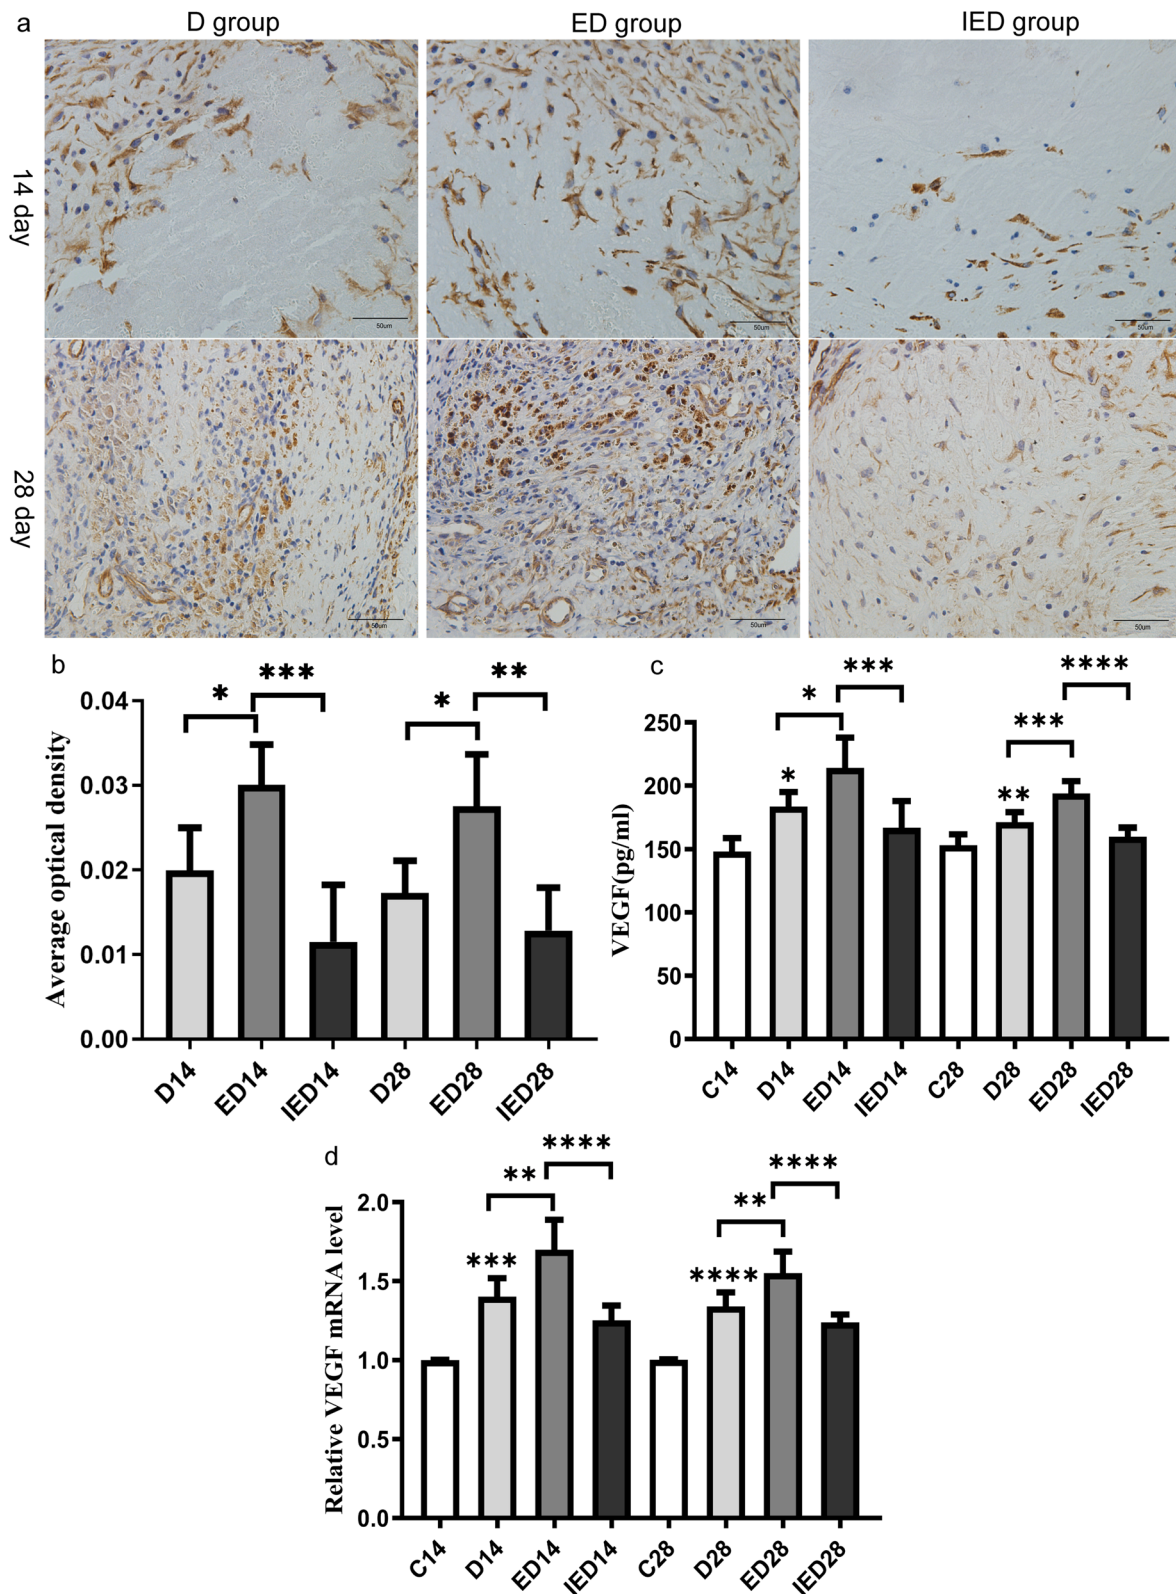 a
D group
ED group
IED group
14 day
50um
50um
50um
28 day
50um
50um
50um
b
Average optical density
0.04
0.03
0.02
0.01
0.00
* *** * **
D14
ED14
IED14
D28
ED28
IED28
c
VEGF(pg/ml)
250
200
150
100
50
0
* * *** ** *** ****
C14
D14
ED14
IED14
C28
D28
ED28
IED28
d
Relative VEGF mRNA level
2.0
1.5
1.0
0.5
0.0
*** ** **** **** ** ****
C14
D14
ED14
IED14
C28
D28
ED28
IED28